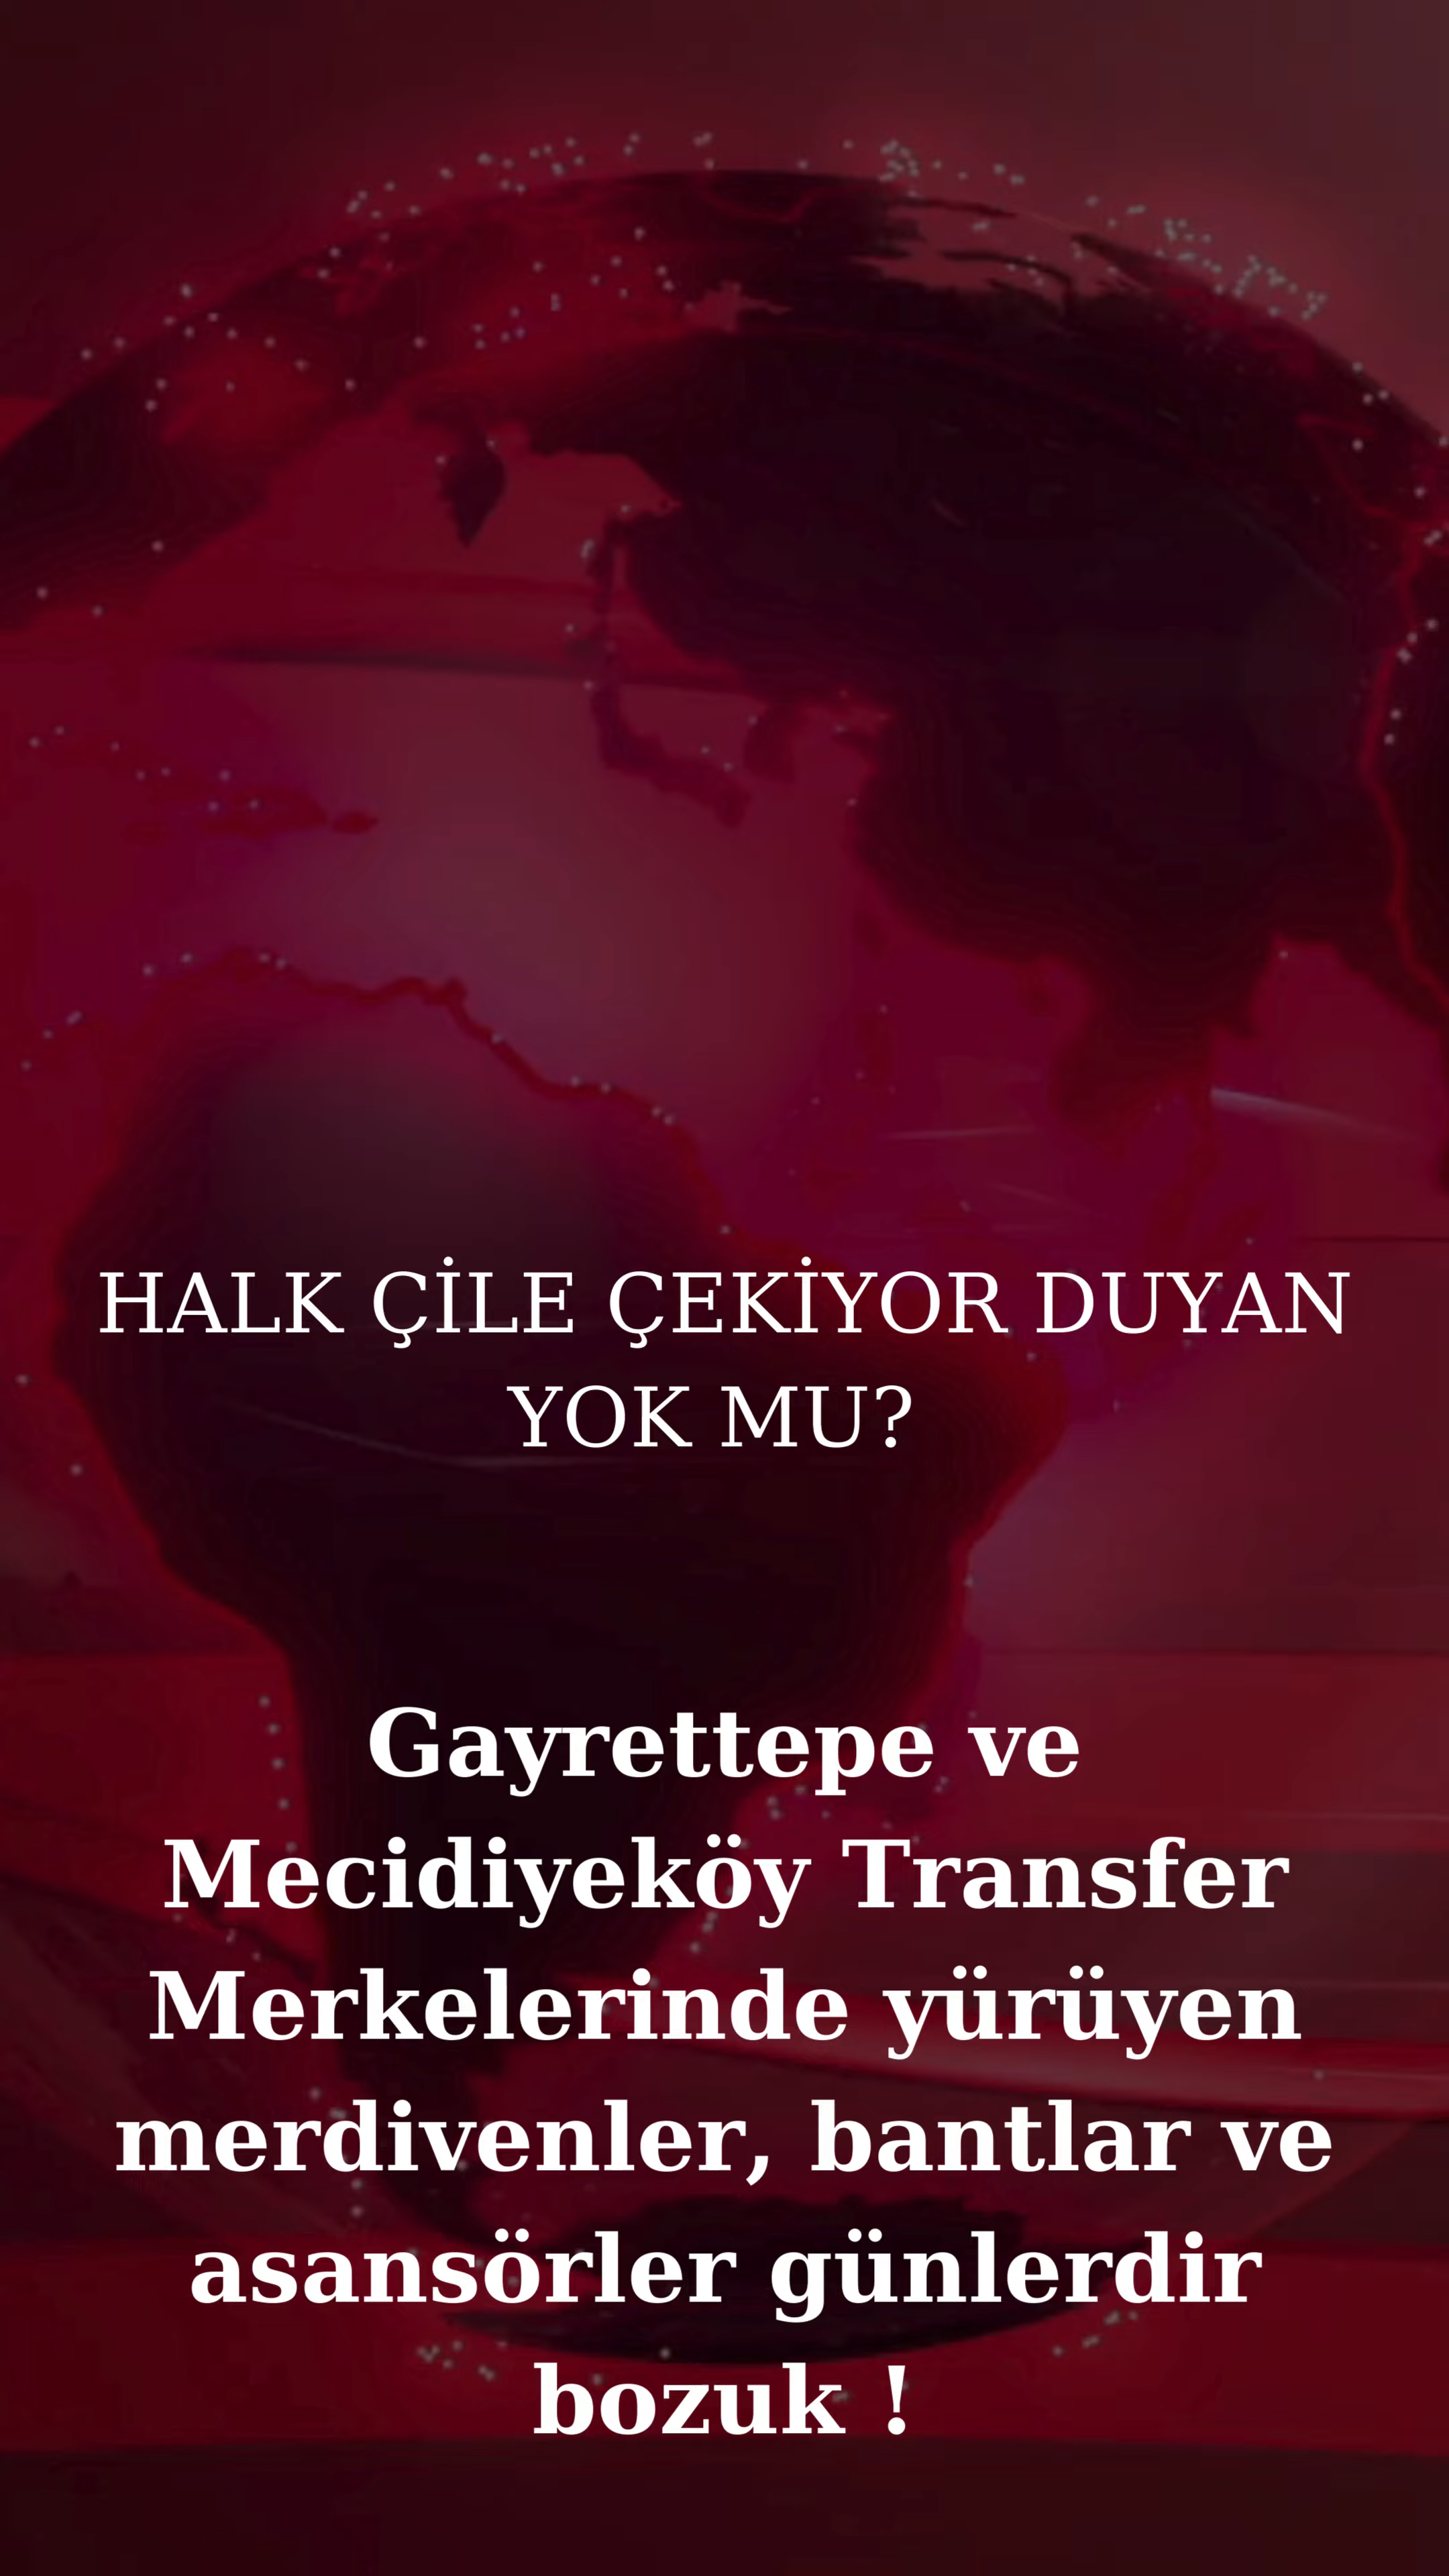 HALK ÇİLE ÇEKİYOR DUYAN
YOK MU?
Gayrettepe ve
Mecidiyeköy Transfer
Merkelerinde yürüyen
merdivenler, bantlar ve
asansörler günlerdir
bozuk !